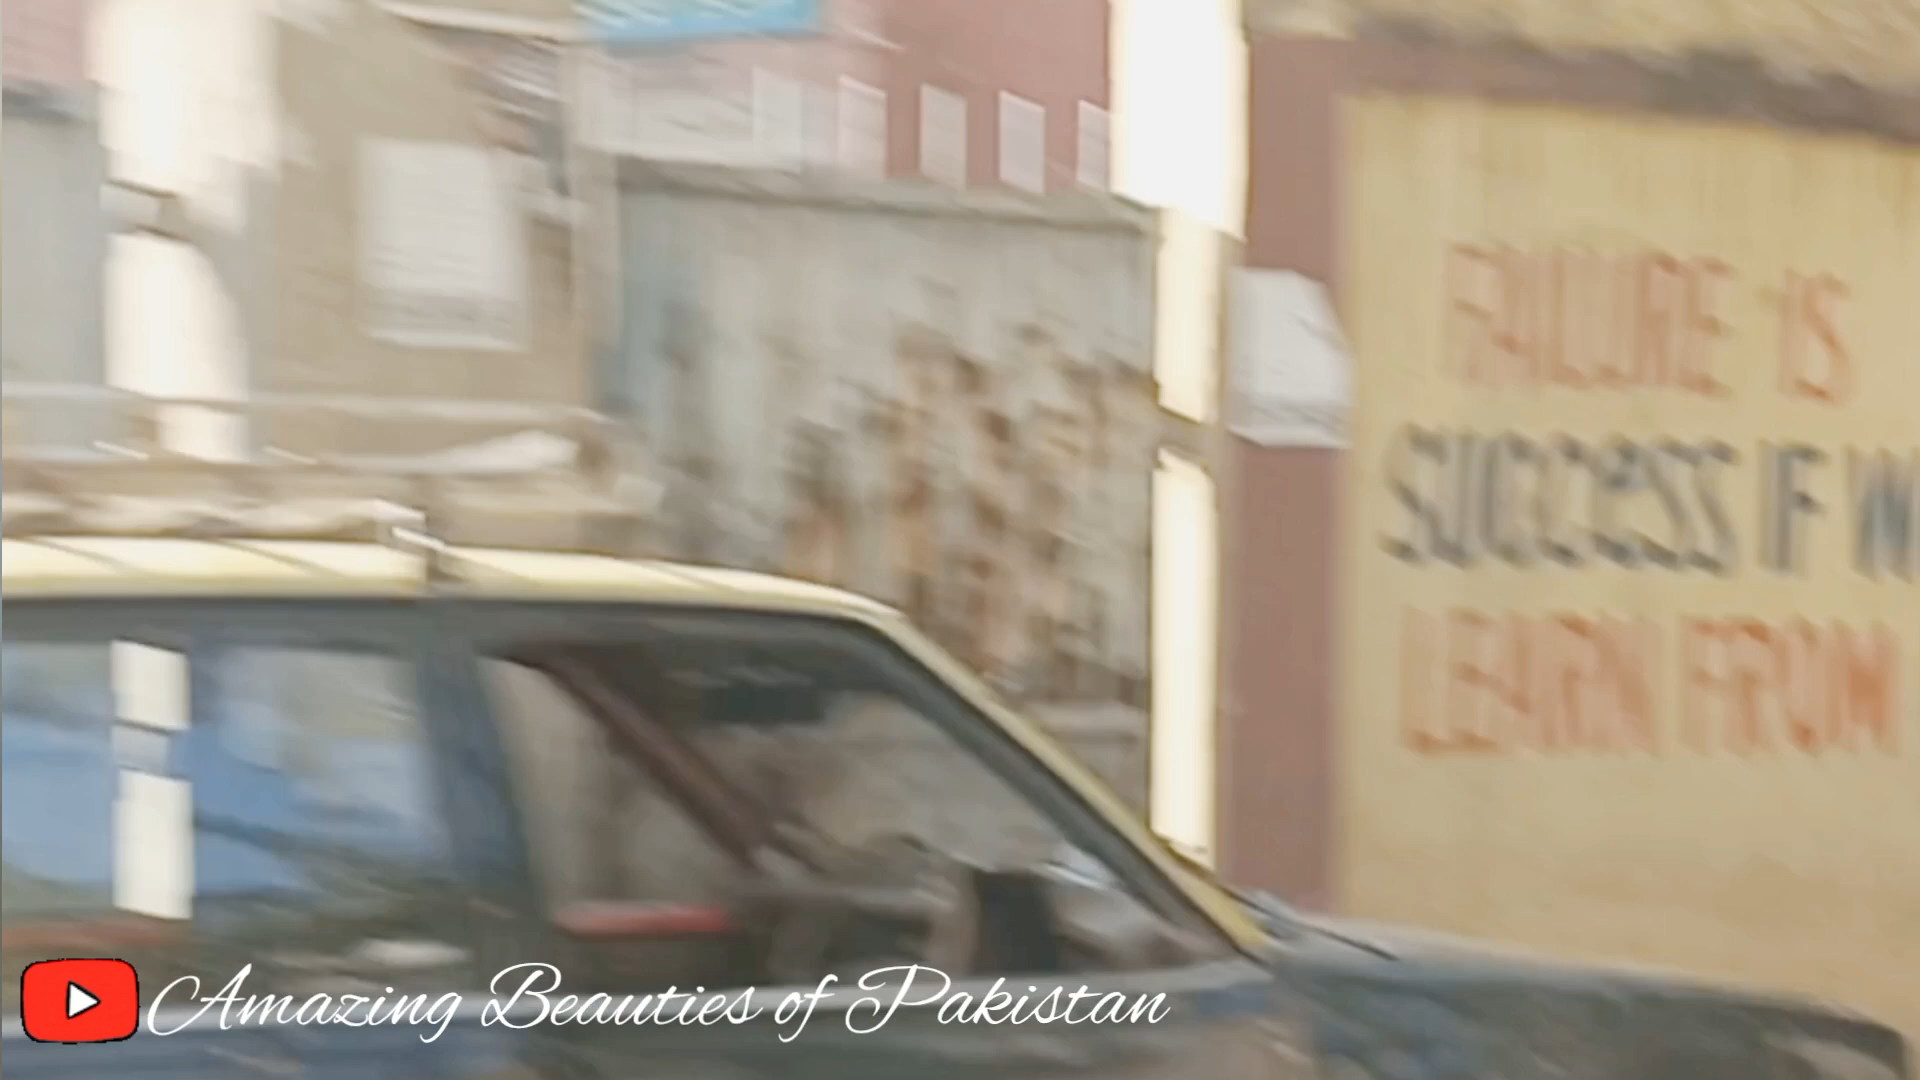 FAILURE IS
SUCCESS IF
LEARN FROM
Amazing Beauties of Pakistan